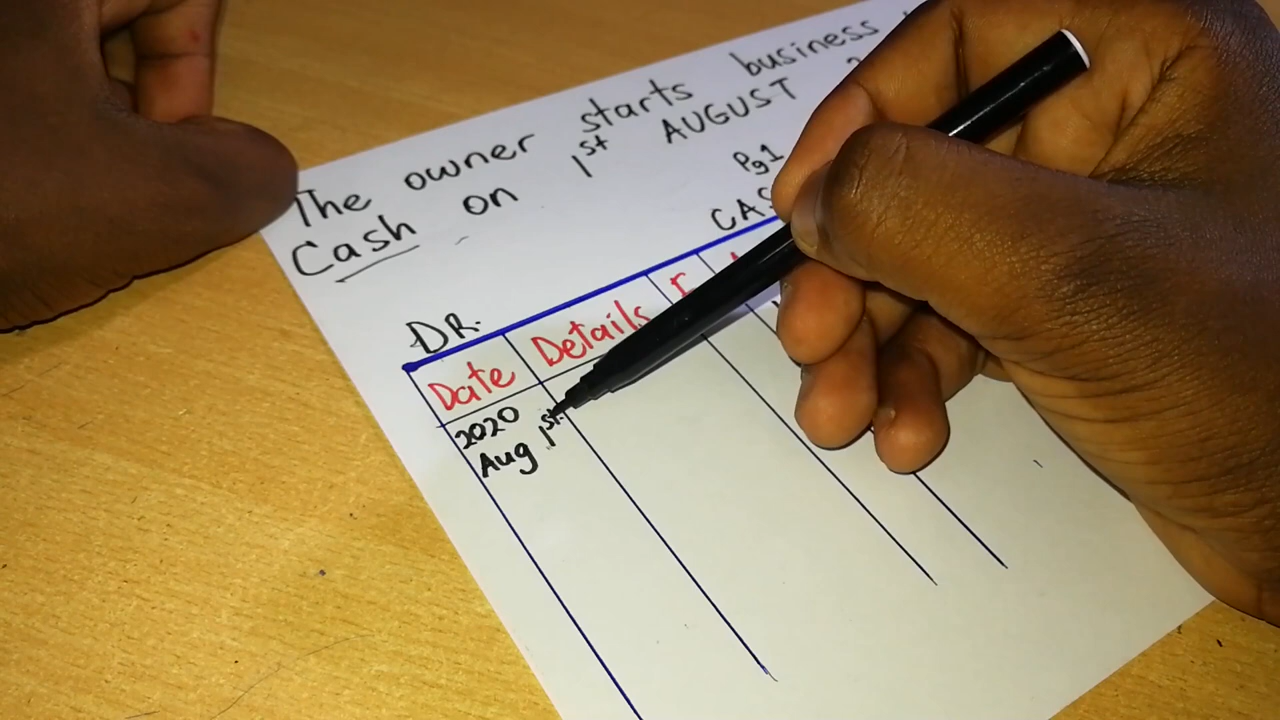 The owner starts business
Cash on 1st AUGUST
Pg1
DR.
Date Details F
2020
Aug 1st